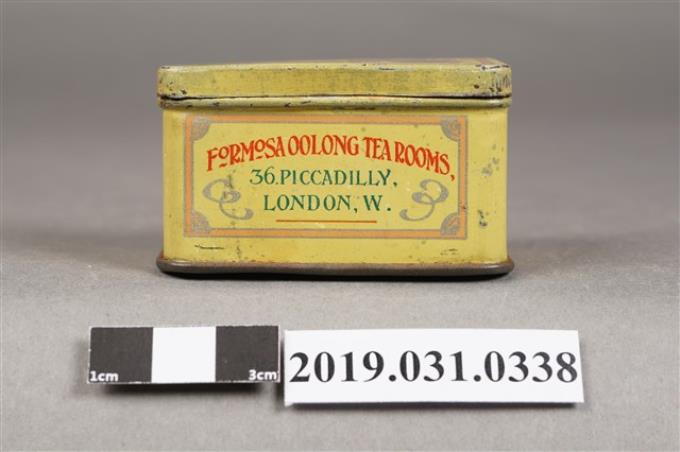 FORMOSA OOLONG TEA ROOMS,
36.PICCADILLY,
LONDON, W.
1cm 3cm
2019.031.0338